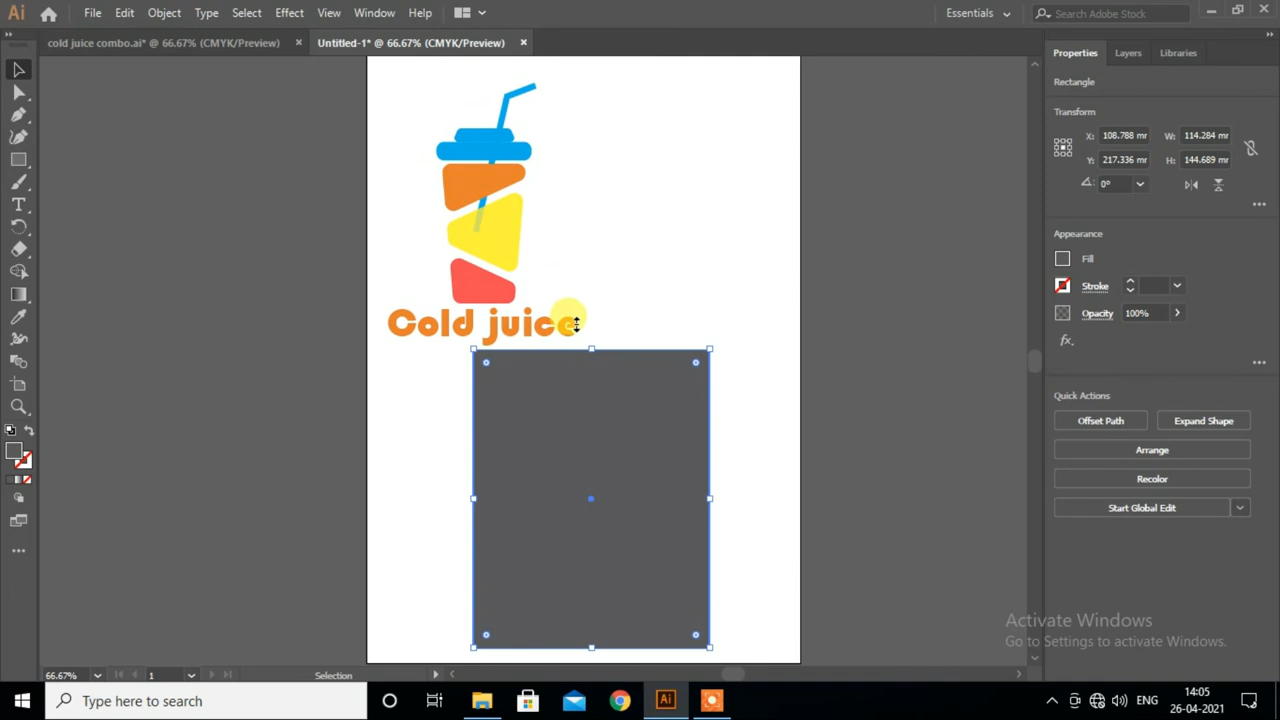 Ai File Edit Object Type Select Effect View Window Help Essentials Search Adobe Stock
cold juice combo.ai* @ 66.67% (CMYK/Preview) × Untitled-1* @ 66.67% (CMYK/Preview) ×
Properties Layers Libraries
Rectangle
Transform
X: 108.788 mr W: 114.284 mr
Y: 217.336 mr H: 144.689 mr
0°
Appearance
Fill
Stroke
Opacity 100%
fx.
Quick Actions
Offset Path Expand Shape
Arrange
Recolor
Start Global Edit
Cold juice
Activate Windows
Go to Settings to activate Windows.
66.67% 1 Selection
Type here to search
Ai
ENG
14:05
26-04-2021